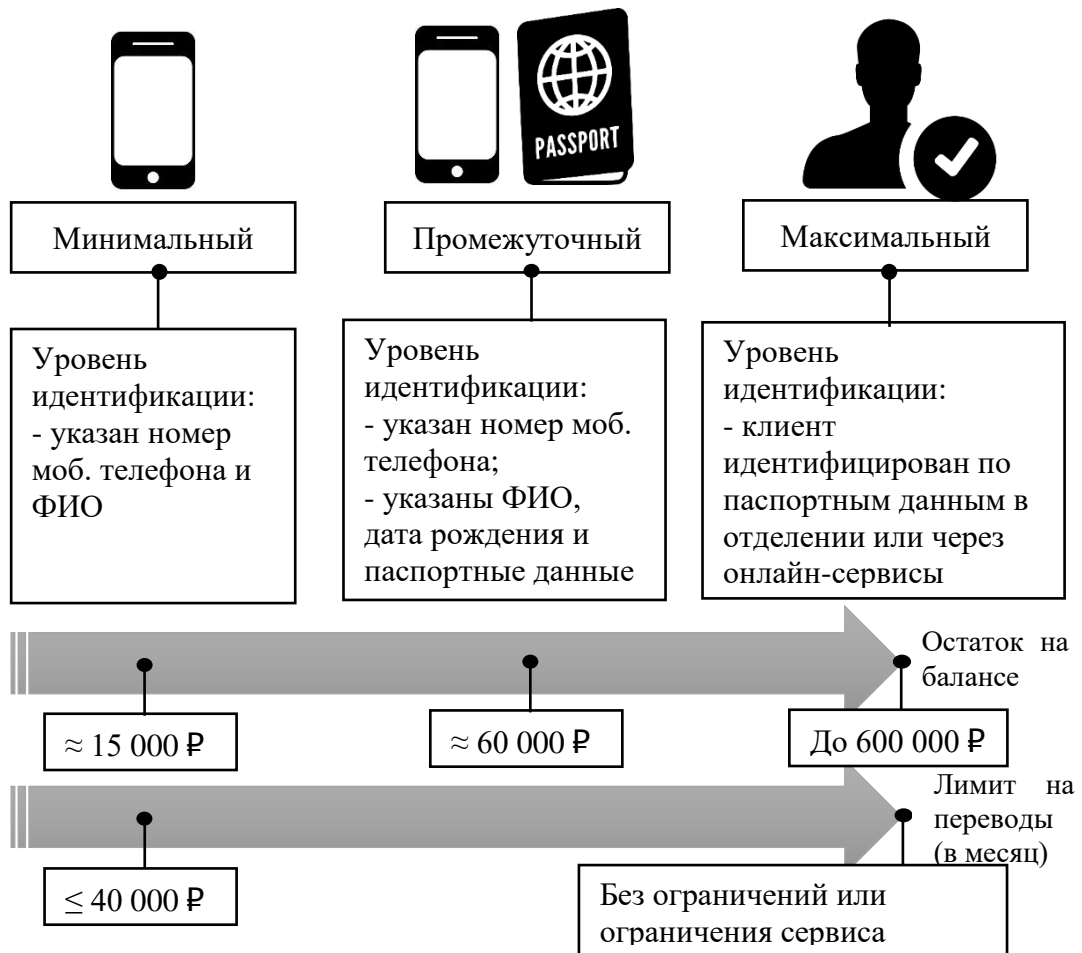 PASSPORT
Минимальный
Промежуточный
Максимальный
Уровень
идентификации:
- указан номер
моб. телефона и
ФИО
Уровень
идентификации:
- указан номер моб.
телефона;
- указаны ФИО,
дата рождения и
паспортные данные
Уровень
идентификации:
- клиент
идентифицирован по
паспортным данным в
отделении или через
онлайн-сервисы
Остаток на
балансе
≈ 15 000 ₽
≈ 60 000 ₽
До 600 000 ₽
Лимит на
переводы
(в месяц)
≤ 40 000 ₽
Без ограничений или
ограничения сервиса